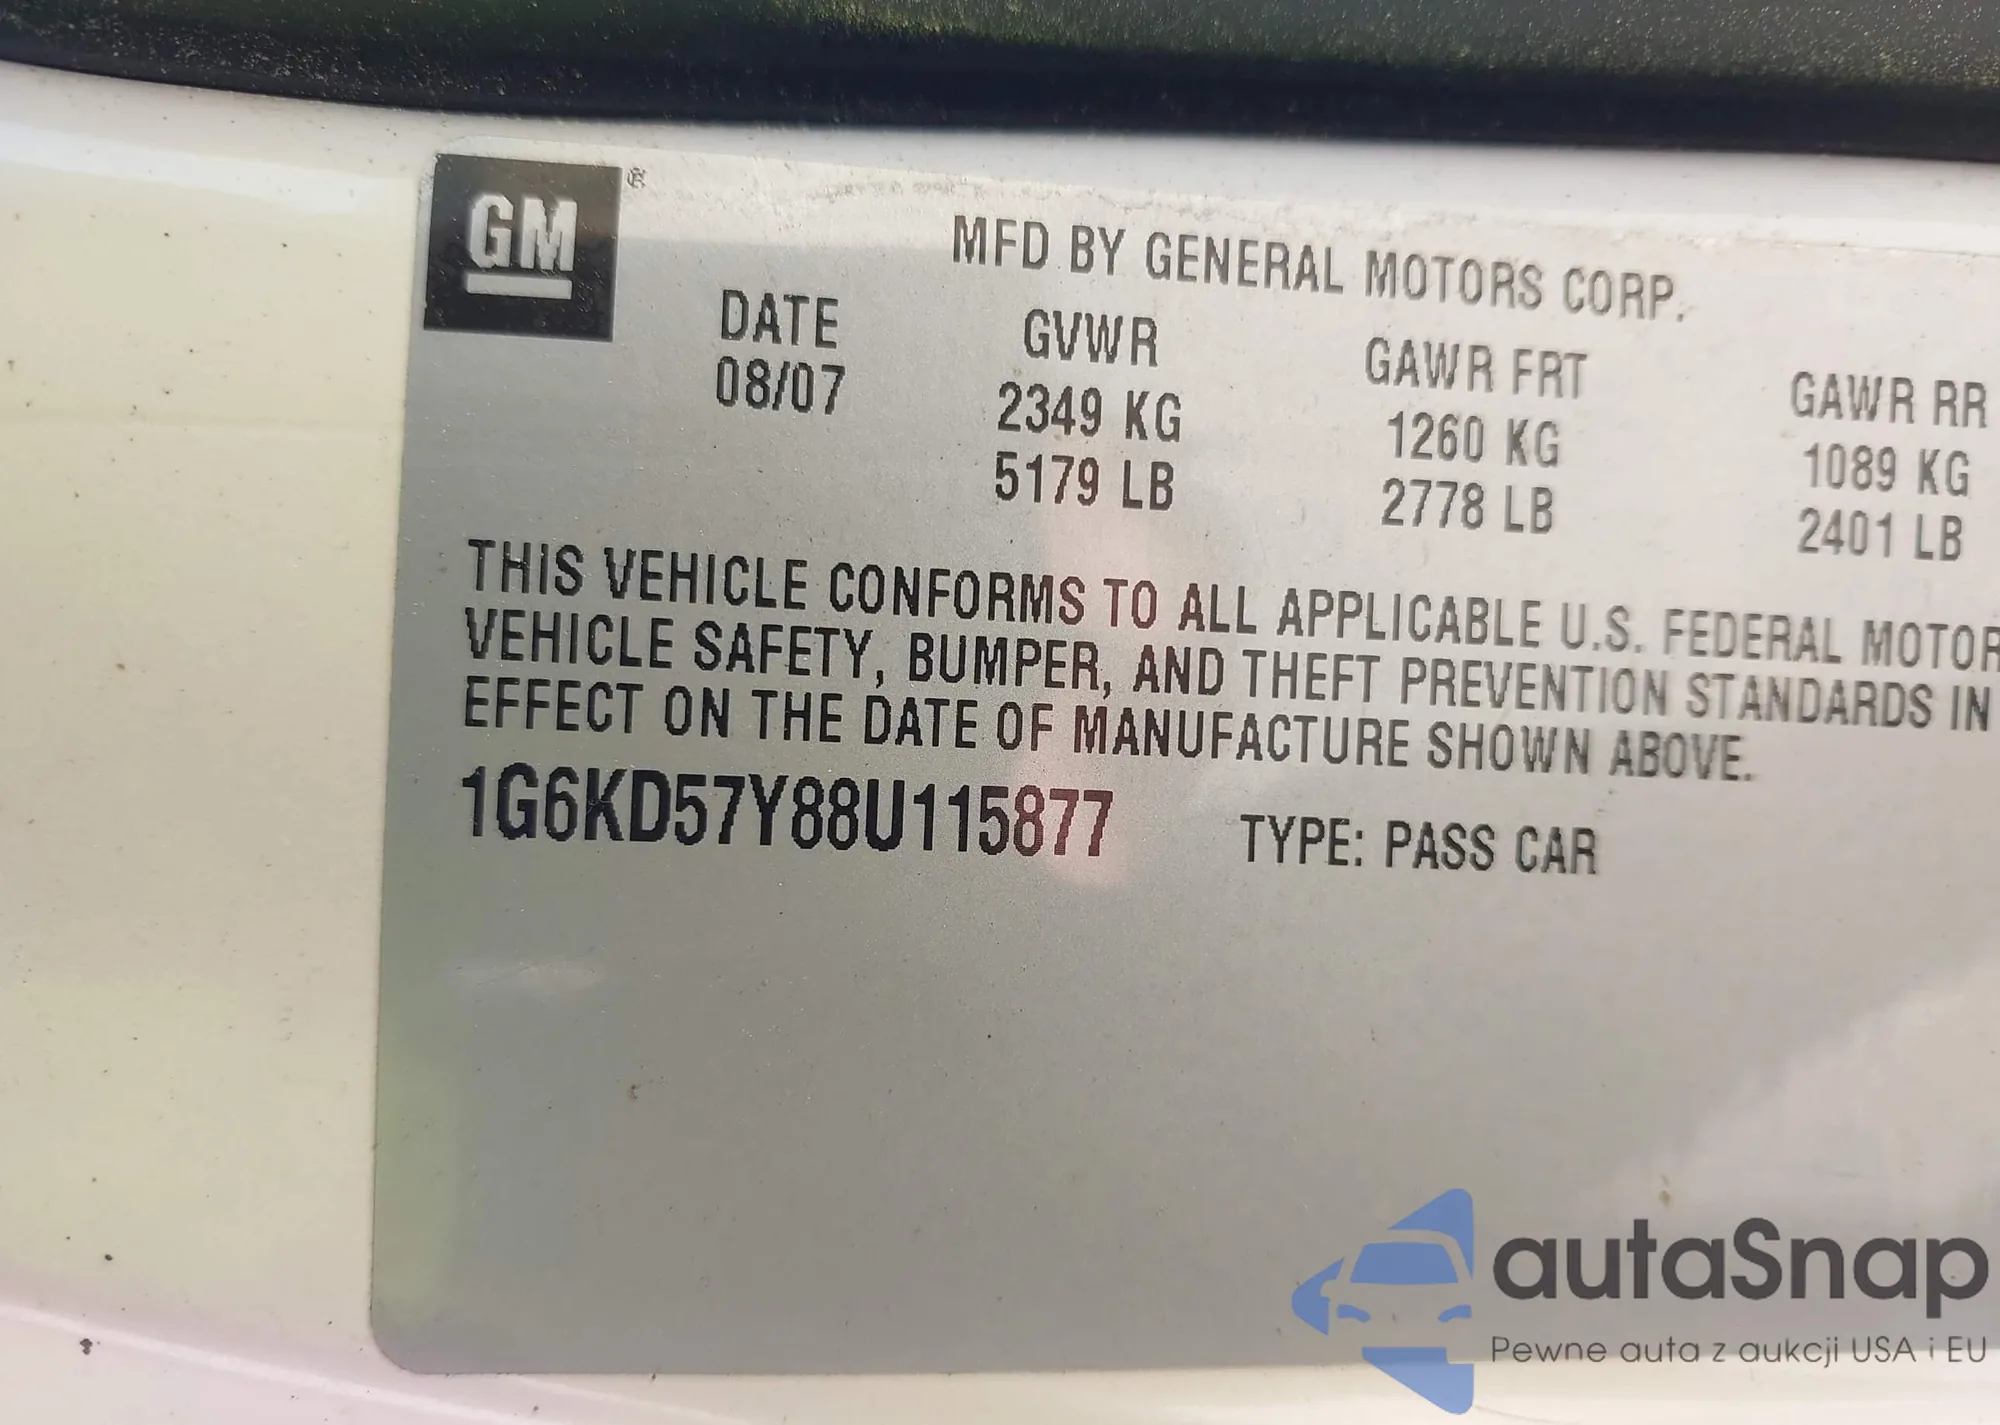 GM
MFD BY GENERAL MOTORS CORP.
DATE GVWR GAWR FRT GAWR RR
08/07 2349 KG 1260 KG 1089 KG
5179 LB 2778 LB 2401 LB
THIS VEHICLE CONFORMS TO ALL APPLICABLE U.S. FEDERAL MOTOR
VEHICLE SAFETY, BUMPER, AND THEFT PREVENTION STANDARDS IN
EFFECT ON THE DATE OF MANUFACTURE SHOWN ABOVE.
1G6KD57Y88U115877 TYPE: PASS CAR
autaSnap
Pewne auta z aukcji USA i EU